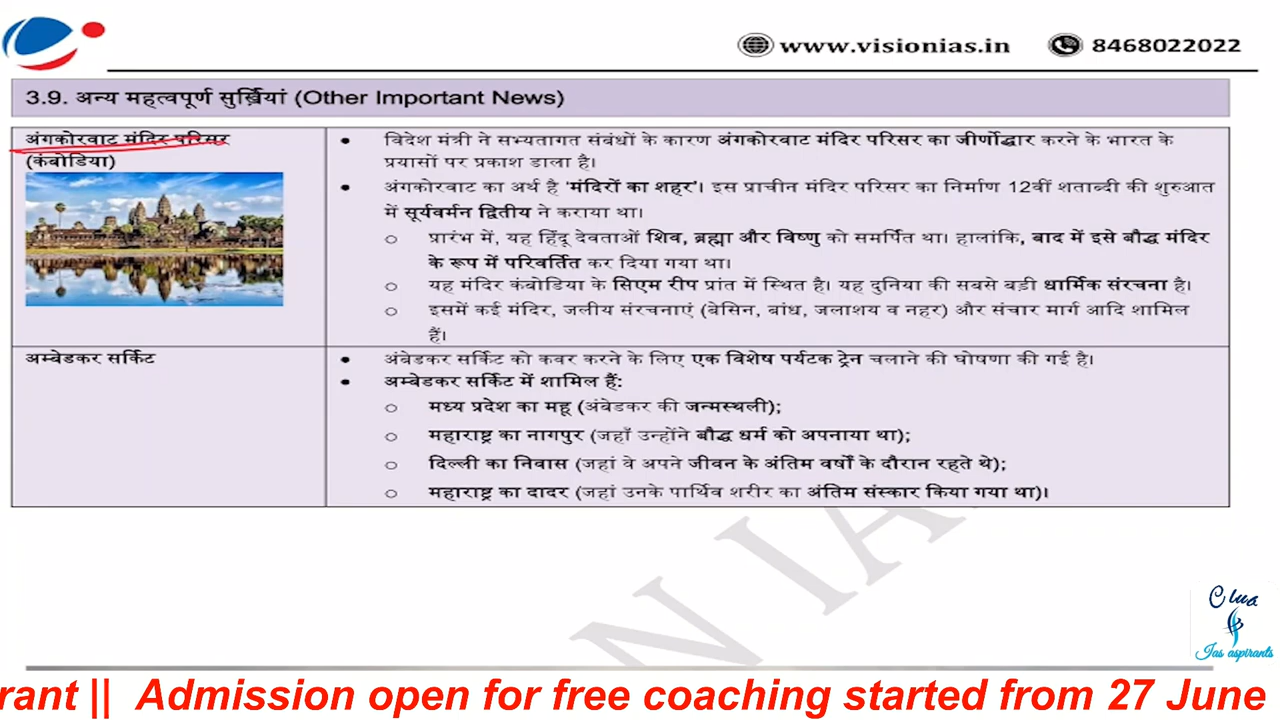 www.visionias.in
8468022022
3.9. अन्य महत्वपूर्ण सुर्ख़ियां (Other Important News)
अंगकोरवाट मंदिर परिसर
(कंबोडिया)
• विदेश मंत्री ने सभ्यतागत संबंधों के कारण अंगकोरवाट मंदिर परिसर का जीर्णोद्धार करने के भारत के
प्रयासों पर प्रकाश डाला है।
• अंगकोरवाट का अर्थ है 'मंदिरों का शहर'। इस प्राचीन मंदिर परिसर का निर्माण 12वीं शताब्दी की शुरुआत
में सूर्यवर्मन द्वितीय ने कराया था।
o प्रारंभ में, यह हिंदू देवताओं शिव, ब्रह्मा और विष्णु को समर्पित था। हालांकि, बाद में इसे बौद्ध मंदिर
के रूप में परिवर्तित कर दिया गया था।
o यह मंदिर कंबोडिया के सिएम रीप प्रांत में स्थित है। यह दुनिया की सबसे बड़ी धार्मिक संरचना है।
o इसमें कई मंदिर, जलीय संरचनाएं (बेसिन, बांध, जलाशय व नहर) और संचार मार्ग आदि शामिल
हैं।
अम्बेडकर सर्किट
• अंबेडकर सर्किट को कवर करने के लिए एक विशेष पर्यटक ट्रेन चलाने की घोषणा की गई है।
• अम्बेडकर सर्किट में शामिल हैं:
o मध्य प्रदेश का महू (अंबेडकर की जन्मस्थली);
o महाराष्ट्र का नागपुर (जहाँ उन्होंने बौद्ध धर्म को अपनाया था);
o दिल्ली का निवास (जहां वे अपने जीवन के अंतिम वर्षों के दौरान रहते थे);
o महाराष्ट्र का दादर (जहां उनके पार्थिव शरीर का अंतिम संस्कार किया गया था)।
N IA
Clue
Ias aspirants
rant || Admission open for free coaching started from 27 June